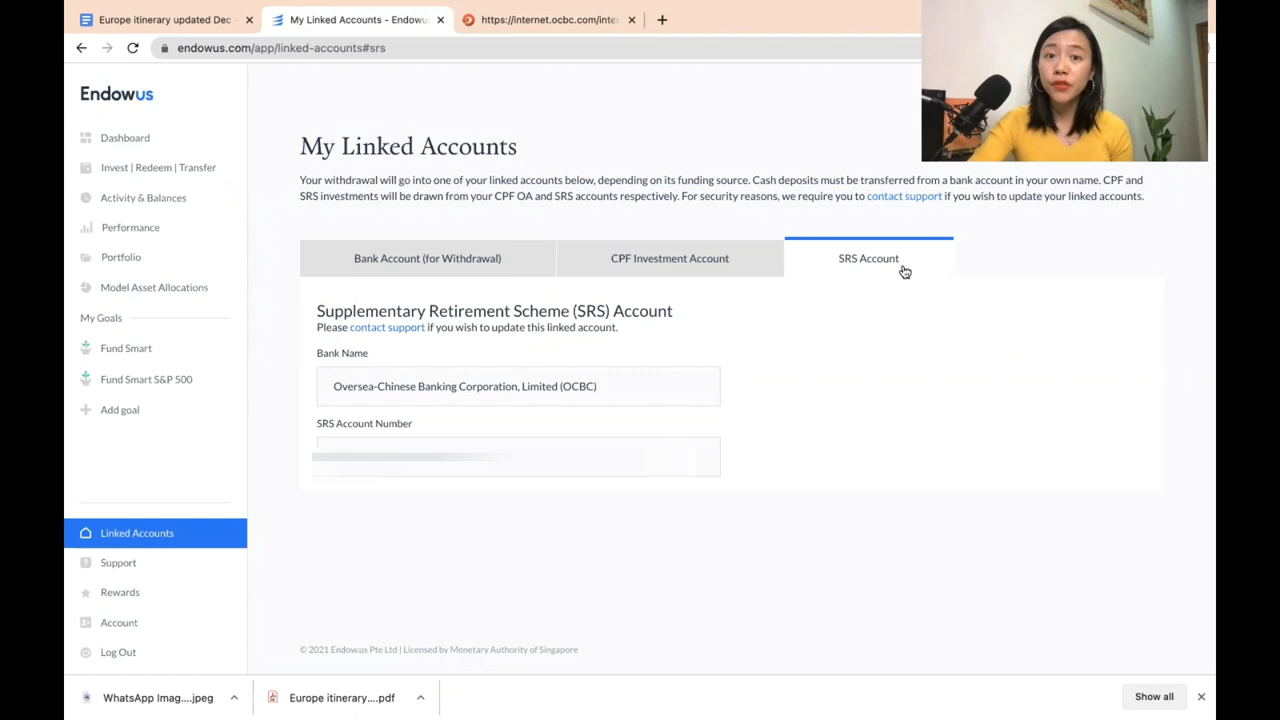 Europe itinerary updated Dec
My Linked Accounts - Endowus
https://internet.ocbc.com/inter
endowus.com/app/linked-accounts#srs
Endowus
Dashboard
Invest | Redeem | Transfer
Activity & Balances
Performance
Portfolio
Model Asset Allocations
My Goals
Fund Smart
Fund Smart S&P 500
Add goal
Linked Accounts
Support
Rewards
Account
Log Out
My Linked Accounts
Your withdrawal will go into one of your linked accounts below, depending on its funding source. Cash deposits must be transferred from a bank account in your own name. CPF and
SRS investments will be drawn from your CPF OA and SRS accounts respectively. For security reasons, we require you to contact support if you wish to update your linked accounts.
Bank Account (for Withdrawal)
CPF Investment Account
SRS Account
Supplementary Retirement Scheme (SRS) Account
Please contact support if you wish to update this linked account.
Bank Name
Oversea-Chinese Banking Corporation, Limited (OCBC)
SRS Account Number
© 2021 Endow.us Pte Ltd | Licensed by Monetary Authority of Singapore
WhatsApp Imag....jpeg
Europe itinerary....pdf
Show all